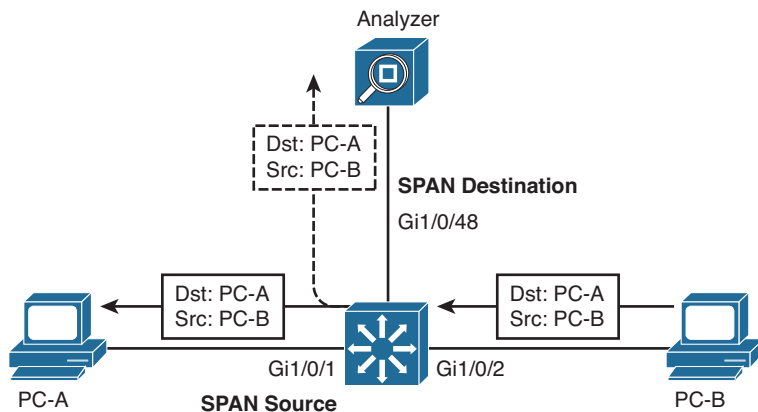 Analyzer
Dst: PC-A
Src: PC-B
SPAN Destination
Gi1/0/48
Dst: PC-A
Src: PC-B
Dst: PC-A
Src: PC-B
Gi1/0/1
Gi1/0/2
PC-A
SPAN Source
PC-B